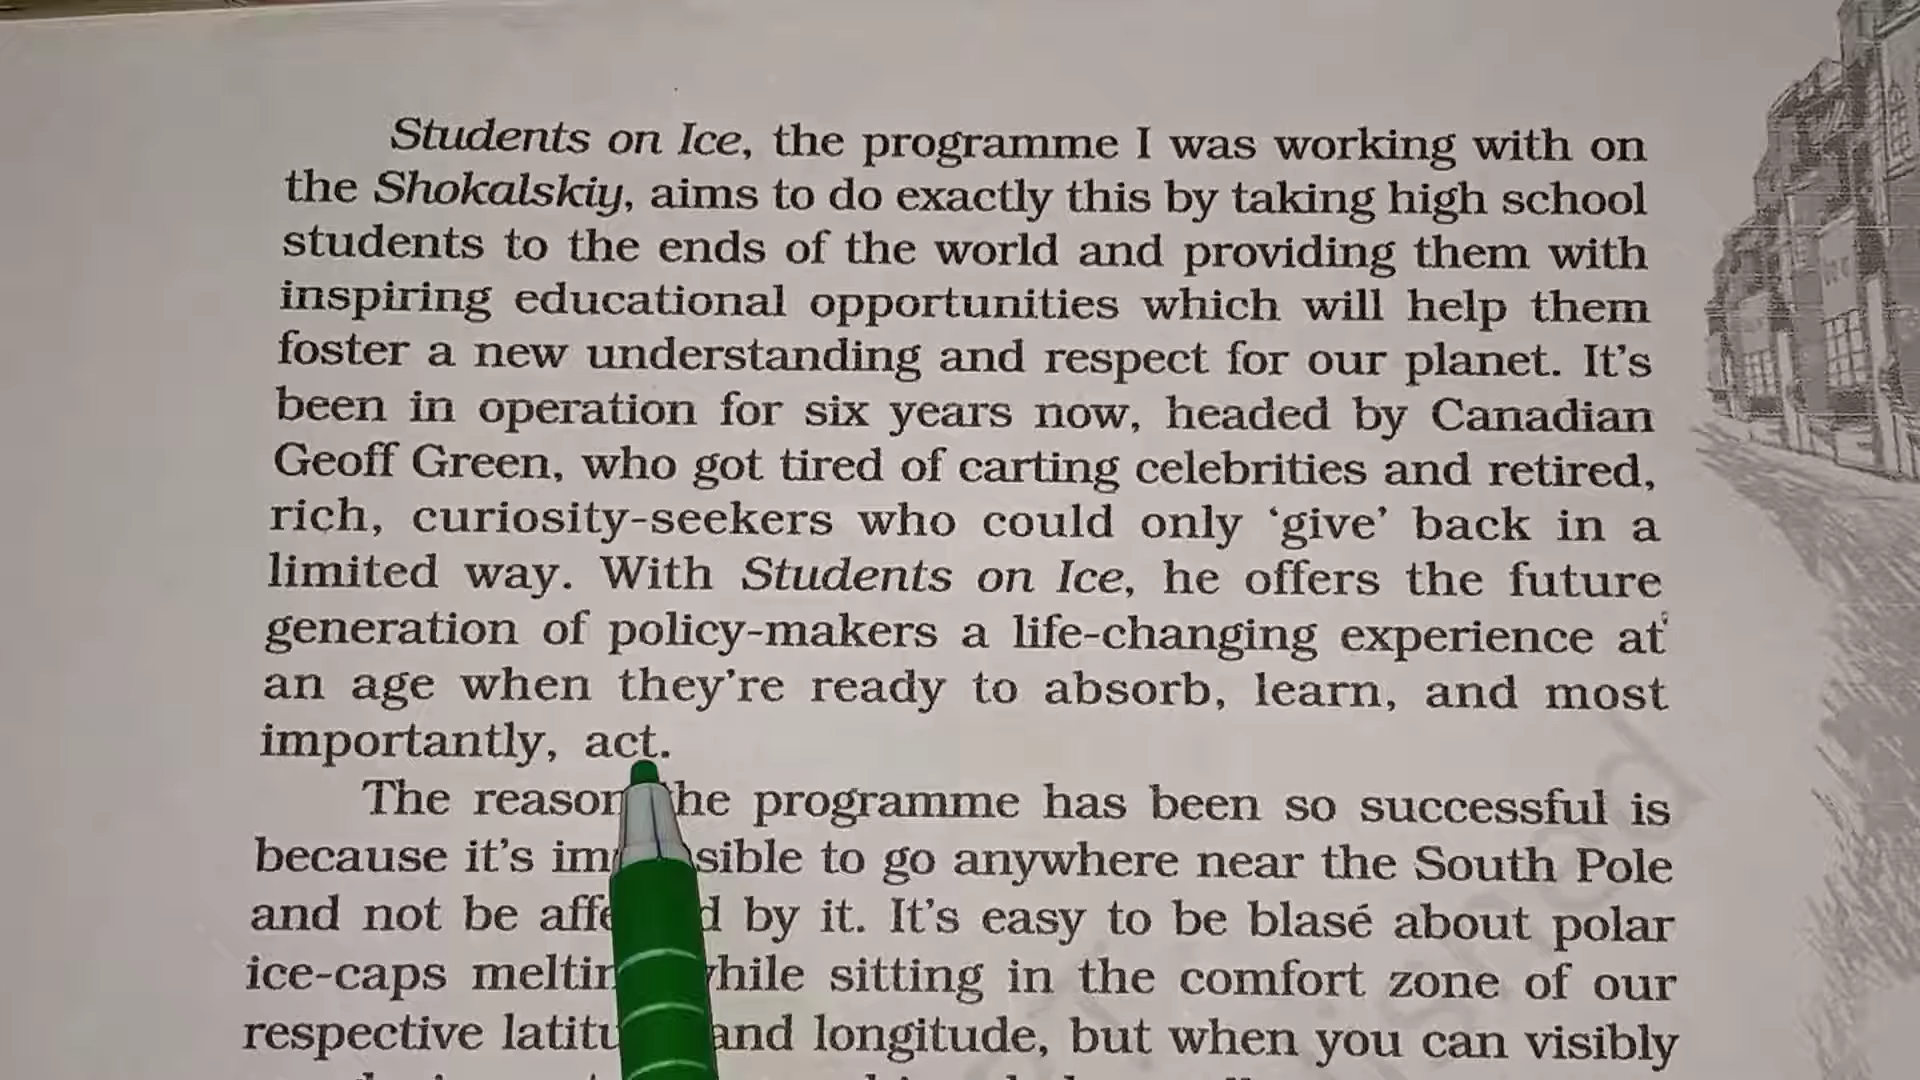 Students on Ice, the programme I was working with on
the Shokalskiy, aims to do exactly this by taking high school
students to the ends of the world and providing them with
inspiring educational opportunities which will help them
foster a new understanding and respect for our planet. It's
been in operation for six years now, headed by Canadian
Geoff Green, who got tired of carting celebrities and retired,
rich, curiosity-seekers who could only ‘give’ back in a
limited way. With Students on Ice, he offers the future
generation of policy-makers a life-changing experience at
an age when they're ready to absorb, learn, and most
importantly, act.
The reason he programme has been so successful is
because it's im sible to go anywhere near the South Pole
and not be affe d by it. It's easy to be blasé about polar
ice-caps meltin hile sitting in the comfort zone of our
respective latitu and longitude, but when you can visibly